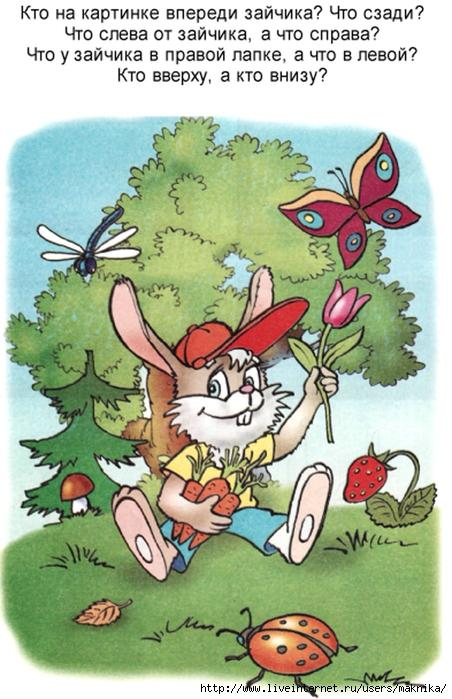 Кто на картинке впереди зайчика? Что сзади?
Что слева от зайчика, а что справа?
Что у зайчика в правой лапке, а что в левой?
Кто вверху, а кто внизу?
http://www.liveinternet.ru/users/maknika/